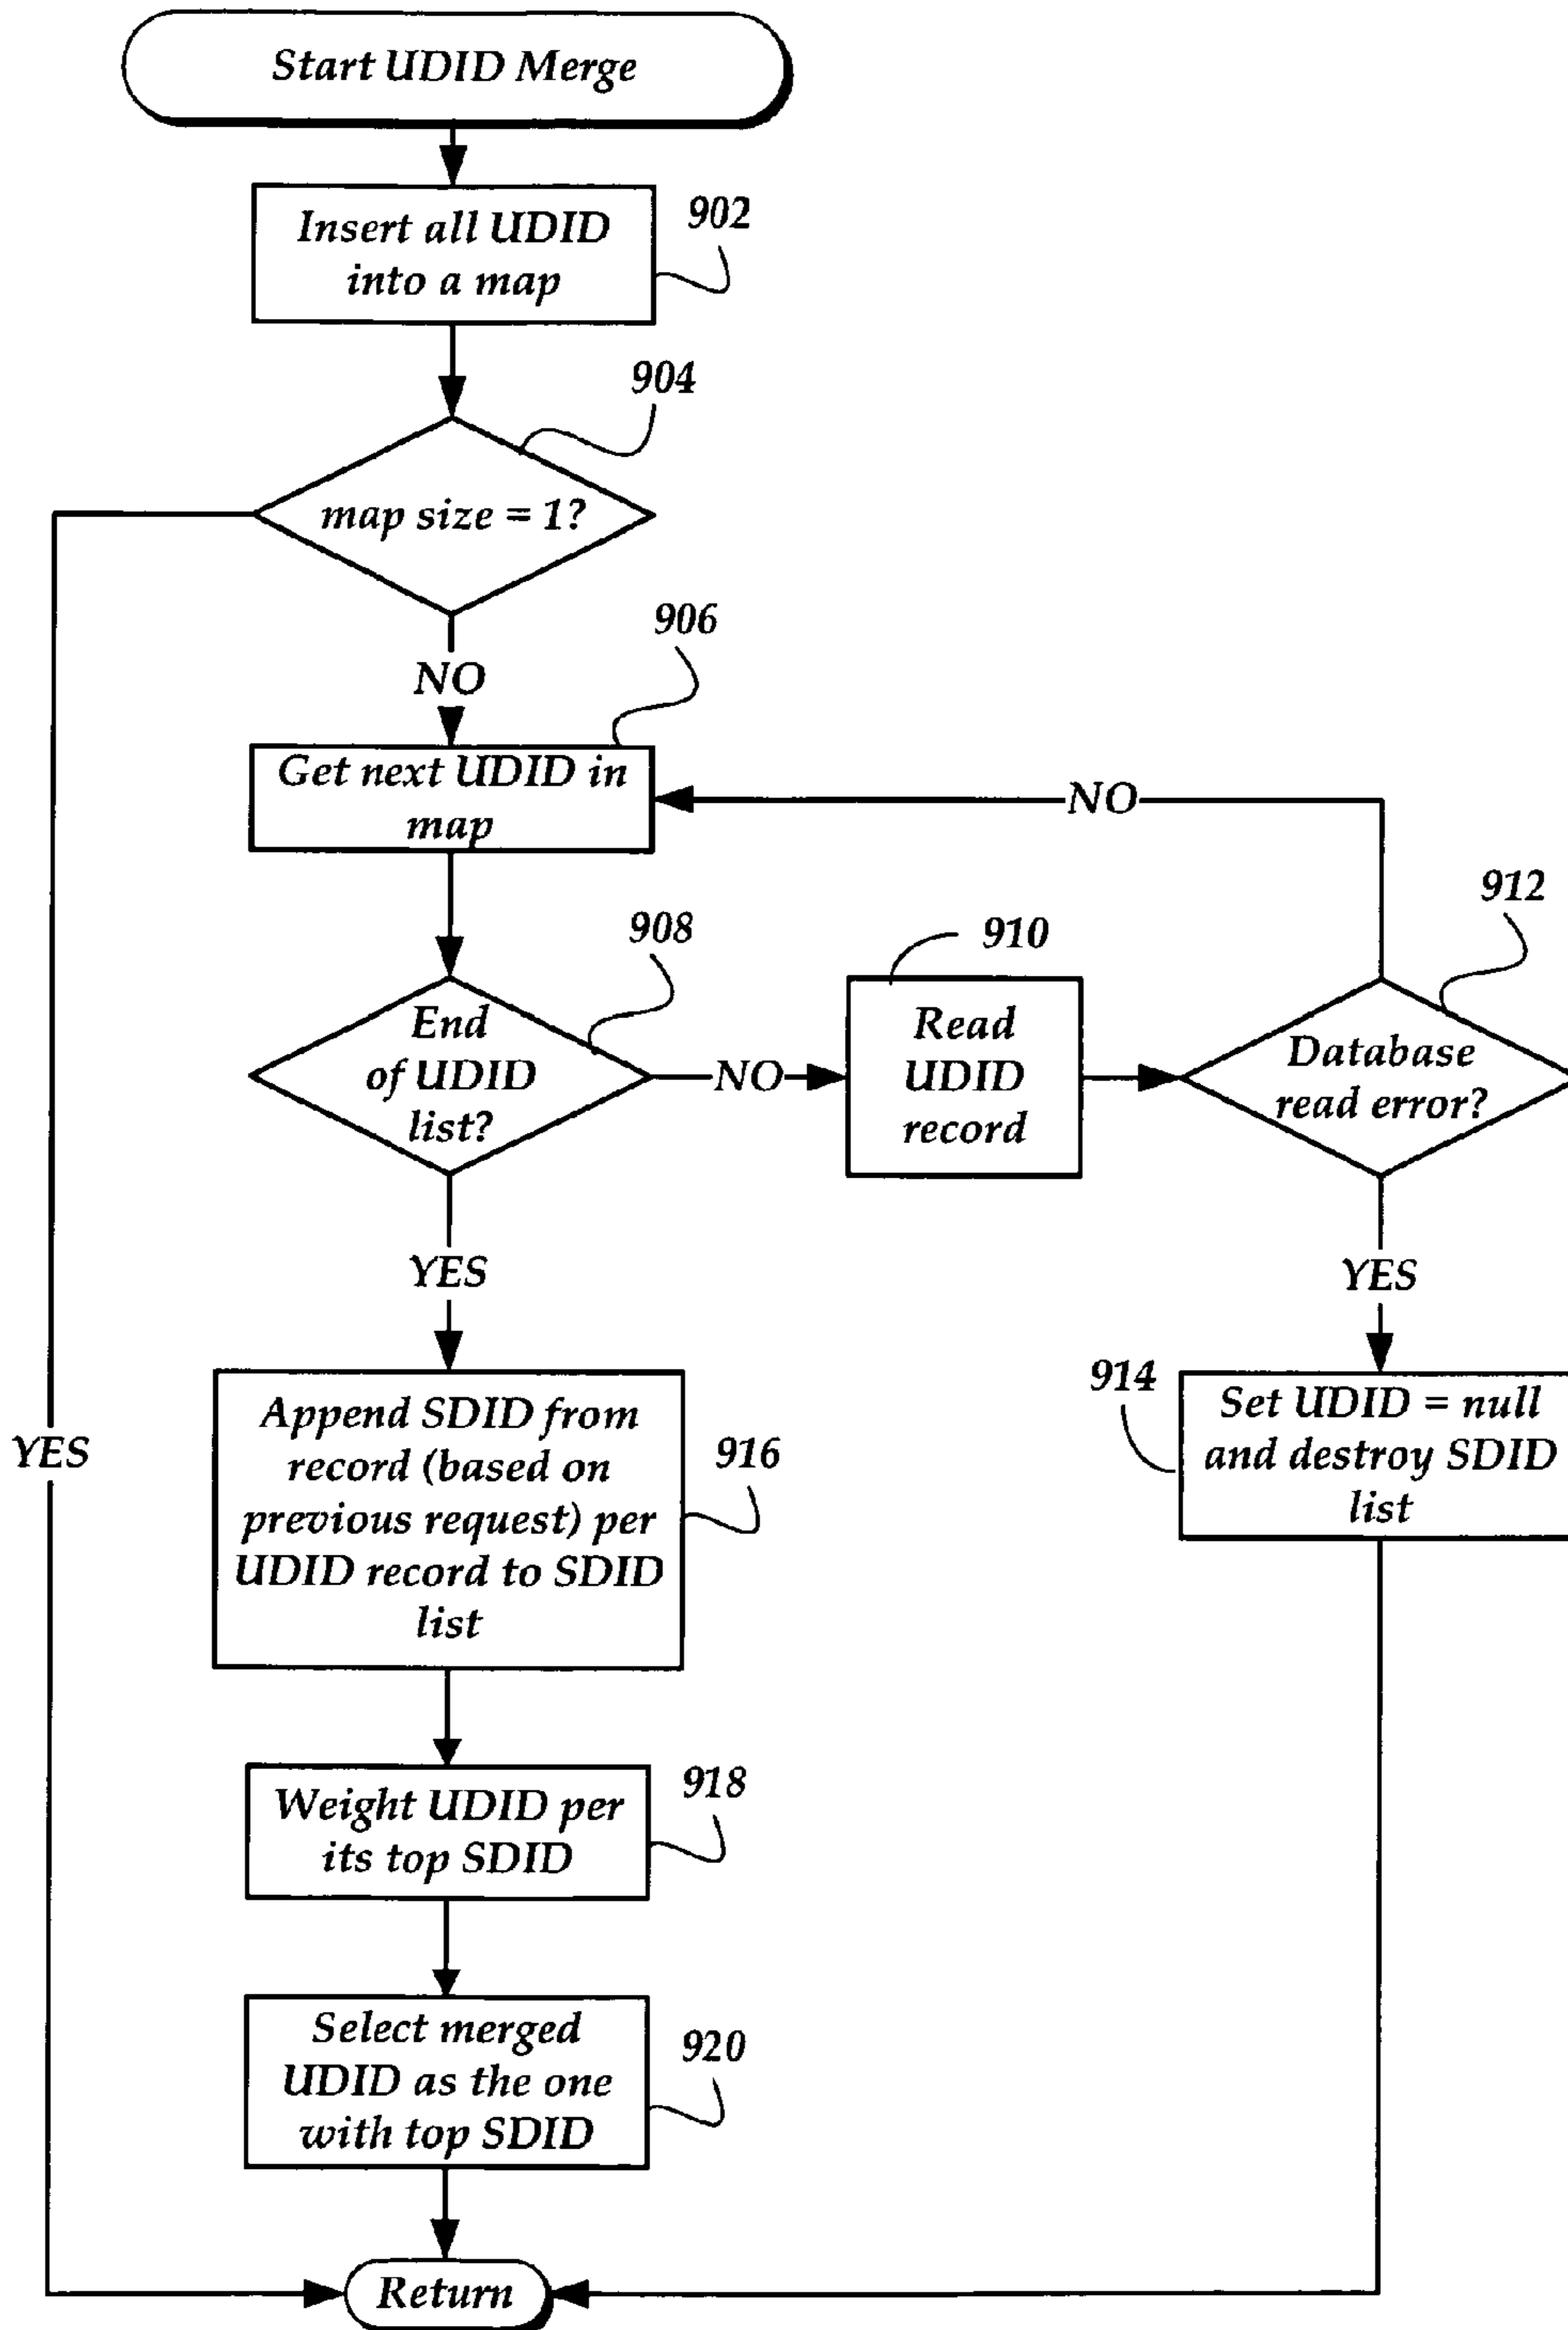 Start UDID Merge
Insert all UDID
into a map
902
904
map size = 1?
NO
906
Get next UDID in
map
NO
912
908
910
End
of UDID
list?
NO
Read
UDID
record
Database
read error?
YES
YES
914
Set UDID = null
and destroy SDID
list
YES
Append SDID from
record (based on
previous request) per
UDID record to SDID
list
916
Weight UDID per
its top SDID
918
Select merged
UDID as the one
with top SDID
920
Return